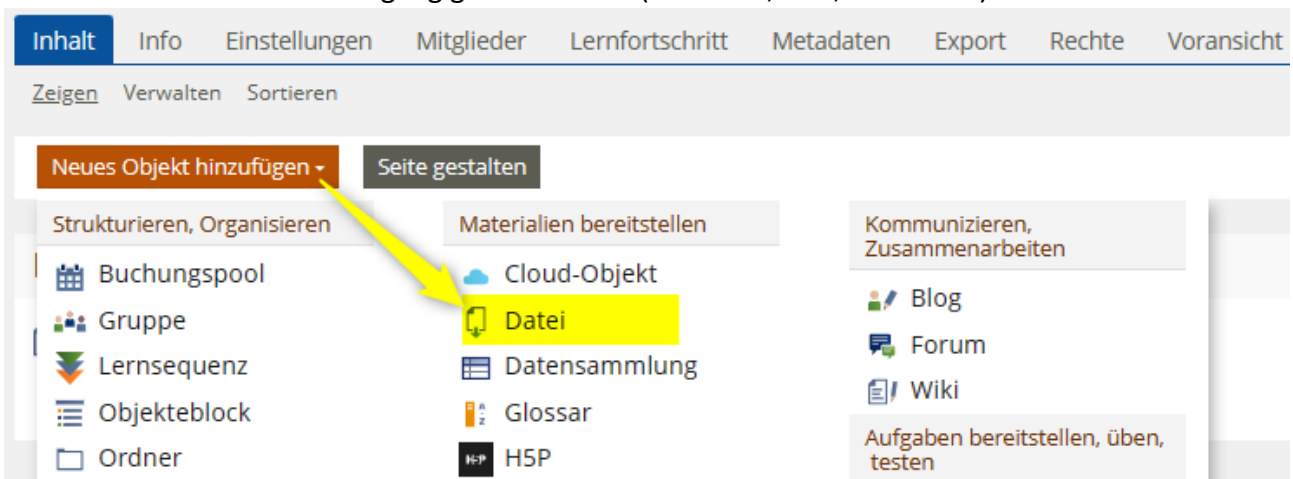 Inhalt Info Einstellungen Mitglieder Lernfortschritt Metadaten Export Rechte Voransicht
Zeigen Verwalten Sortieren
Neues Objekt hinzufügen Seite gestalten
Strukturieren, Organisieren
Buchungspool
Gruppe
Lernsequenz
Objekteblock
Ordner
Materialien bereitstellen
Cloud-Objekt
Datei
Datensammlung
Glossar
H5P
Kommunizieren,
Zusammenarbeiten
Blog
Forum
Wiki
Aufgaben bereitstellen, üben,
testen